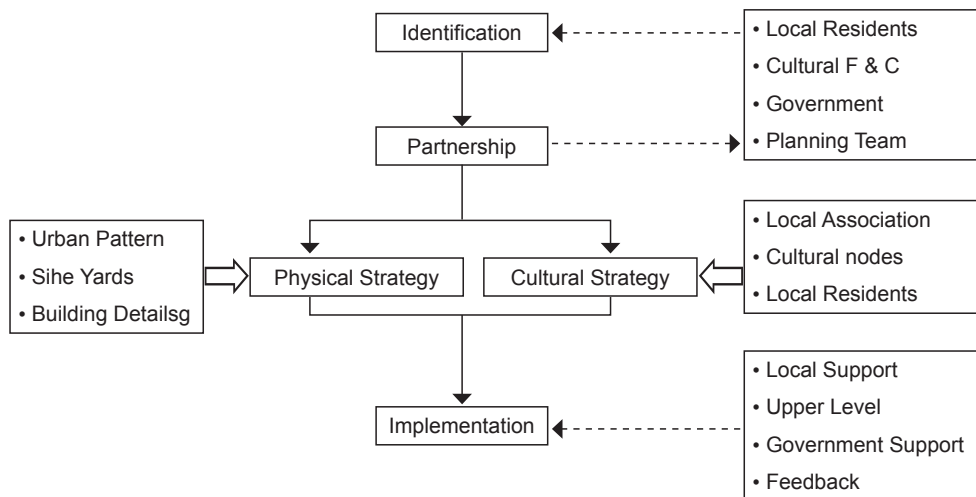 Identification
• Local Residents
• Cultural F & C
• Government
• Planning Team
Partnership
• Urban Pattern
• Sihe Yards
• Building Detailsg
Physical Strategy
Cultural Strategy
• Local Association
• Cultural nodes
• Local Residents
Implementation
• Local Support
• Upper Level
• Government Support
• Feedback